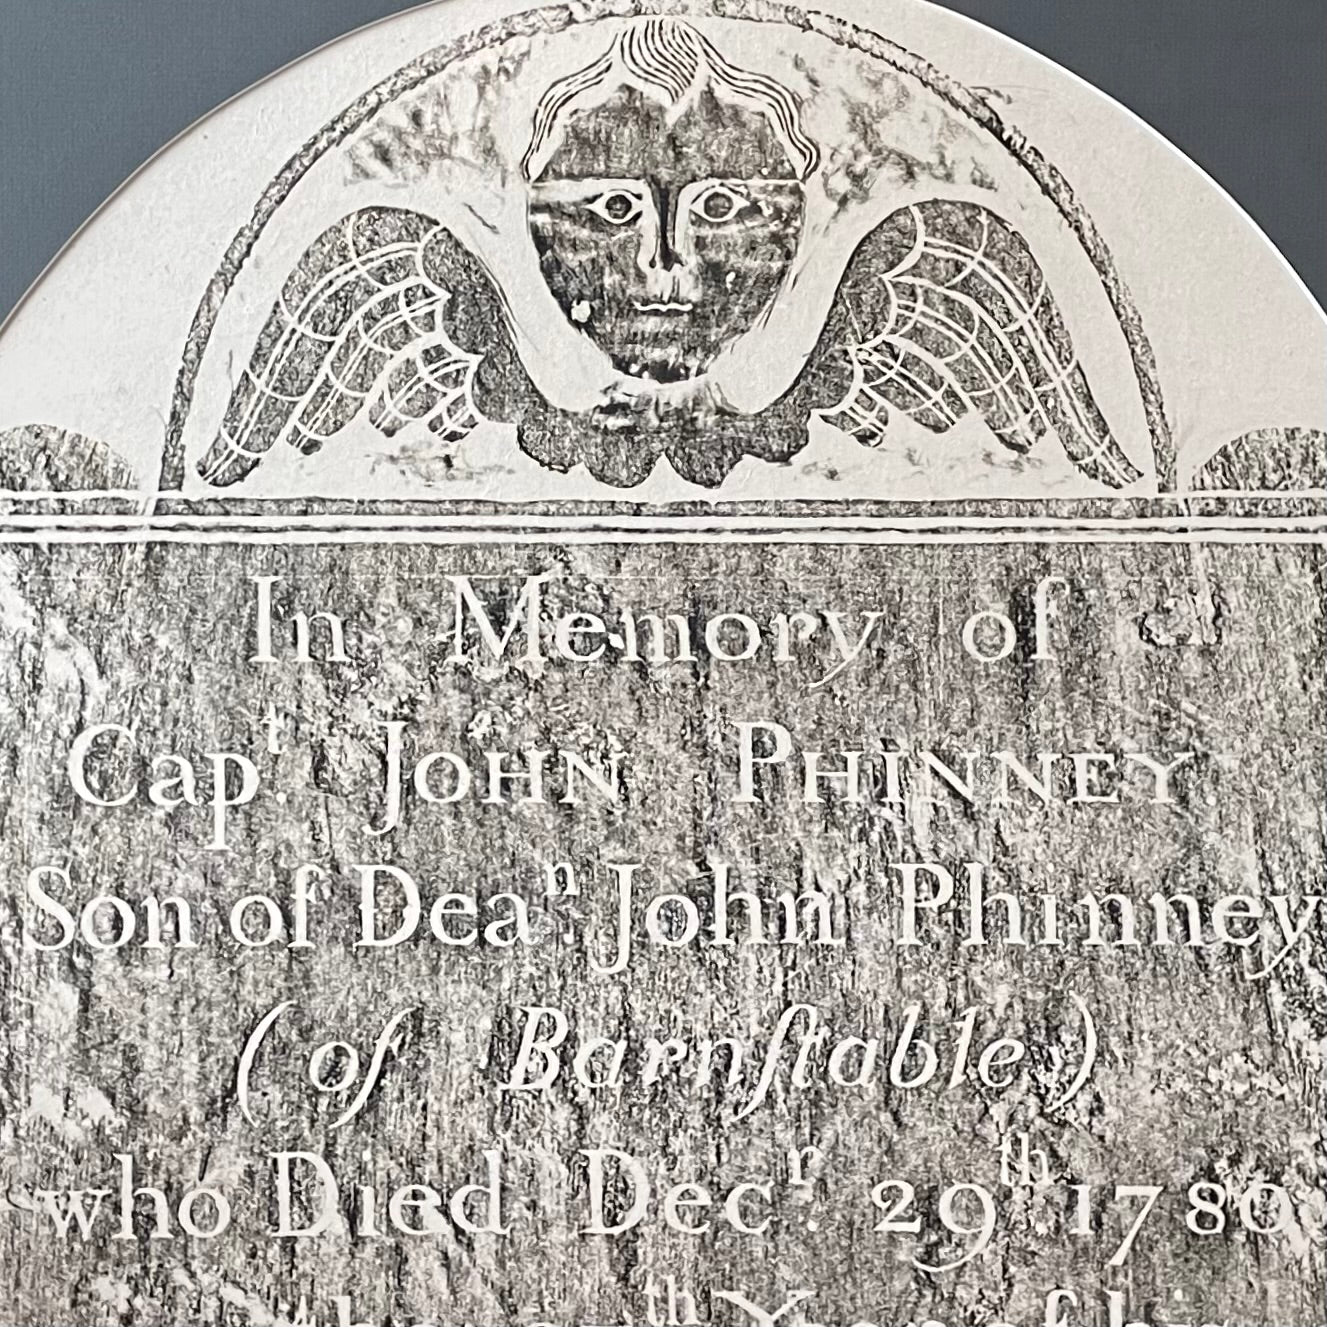 In Memory of
Capᵗ. JOHN PHINNEY.
Son of Deaⁿ. John Phinney
( of Barnſtable )
who Died Decʳ. 29ᵗʰ. 1780